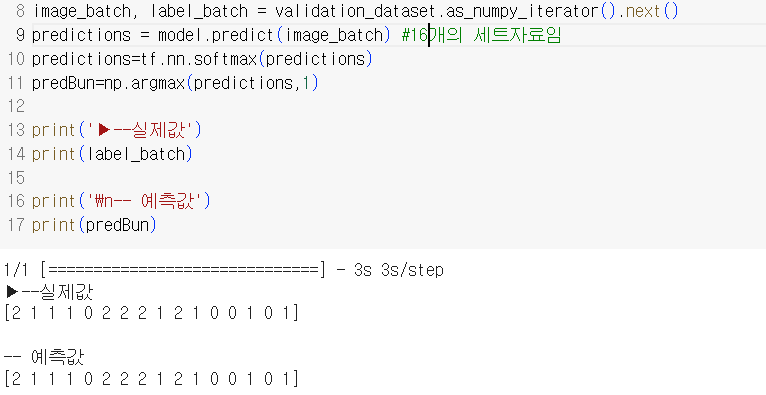 8 image_batch, label_batch = validation_dataset.as_numpy_iterator().next()
9 predictions = model.predict(image_batch) #16개의 세트자료임
10 predictions=tf.nn.softmax(predictions)
11 predBun=np.argmax(predictions,1)
12
13 print('▶--실제값')
14 print(label_batch)
15
16 print('₩n-- 예측값')
17 print(predBun)
1/1 [==============================] - 3s 3s/step
▶--실제값
[2 1 1 1 0 2 2 2 1 2 1 0 0 1 0 1]
-- 예측값
[2 1 1 1 0 2 2 2 1 2 1 0 0 1 0 1]